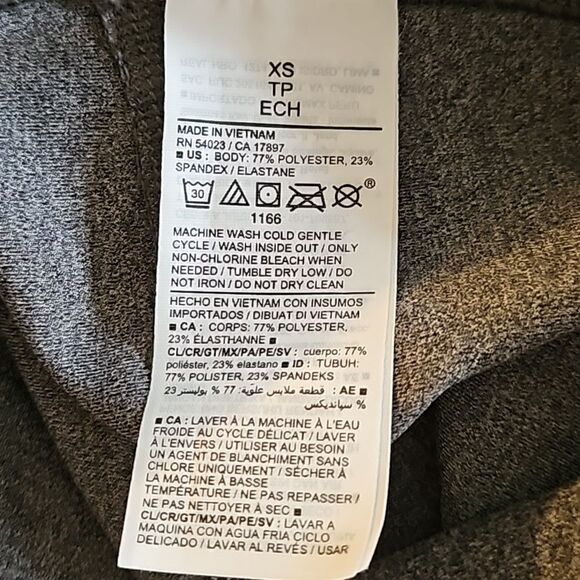 XS
TP
ECH
MADE IN VIETNAM
RN 54023 / CA 17897
■ US : BODY: 77% POLYESTER, 23%
SPANDEX / ELASTANE
30
®
1166
MACHINE WASH COLD GENTLE
CYCLE / WASH INSIDE OUT / ONLY
NON-CHLORINE BLEACH WHEN
NEEDED / TUMBLE DRY LOW / DO
NOT IRON / DO NOT DRY CLEAN
HECHO EN VIETNAM CON INSUMOS
IMPORTADOS / DIBUAT DI VIETNAM
■ CA : CORPS: 77% POLYESTER,
23% ÉLASTHANNE ■
CL/CR/GT/MX/PA/PE/SV : cuerpo: 77%
poliéster, 23% elastano ■ ID : TUBUH:
77% POLISTER, 23% SPANDEKS
■ AE : قطعة ملابس علوية: 77 % بوليستر 23
% سباندیکس
■ CA : LAVER À LA MACHINE À L'EAU
FROIDE AU CYCLE DÉLICAT / LAVER
À L'ENVERS / UTILISER AU BESOIN
UN AGENT DE BLANCHIMENT SANS
CHLORE UNIQUEMENT / SÉCHER À
LA MACHINE À BASSE
TEMPÉRATURE / NE PAS REPASSER /
NE PAS NETTOYER À SEC ■
CL/CR/GT/MX/PA/PE/SV : LAVAR A
MAQUINA CON AGUA FRIA CICLO
DELICADO / LAVAR AL REVÉS / USAR